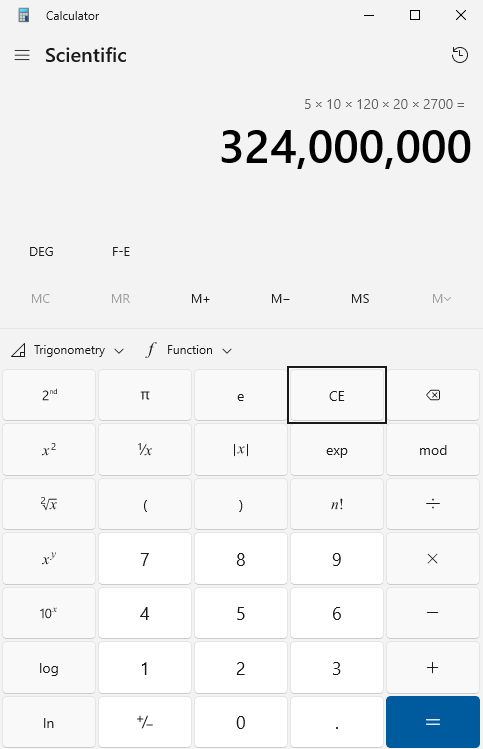 Calculator
Scientific
5 × 10 × 120 × 20 × 2700 =
324,000,000
DEG F-E
MC MR M+ M− MS M˅
Trigonometry f Function
2ⁿᵈ π e CE
x² ¹/x |x| exp mod
²√x ( ) n! ÷
xʸ 7 8 9 ×
10ˣ 4 5 6 −
log 1 2 3 +
ln +/− 0 . =